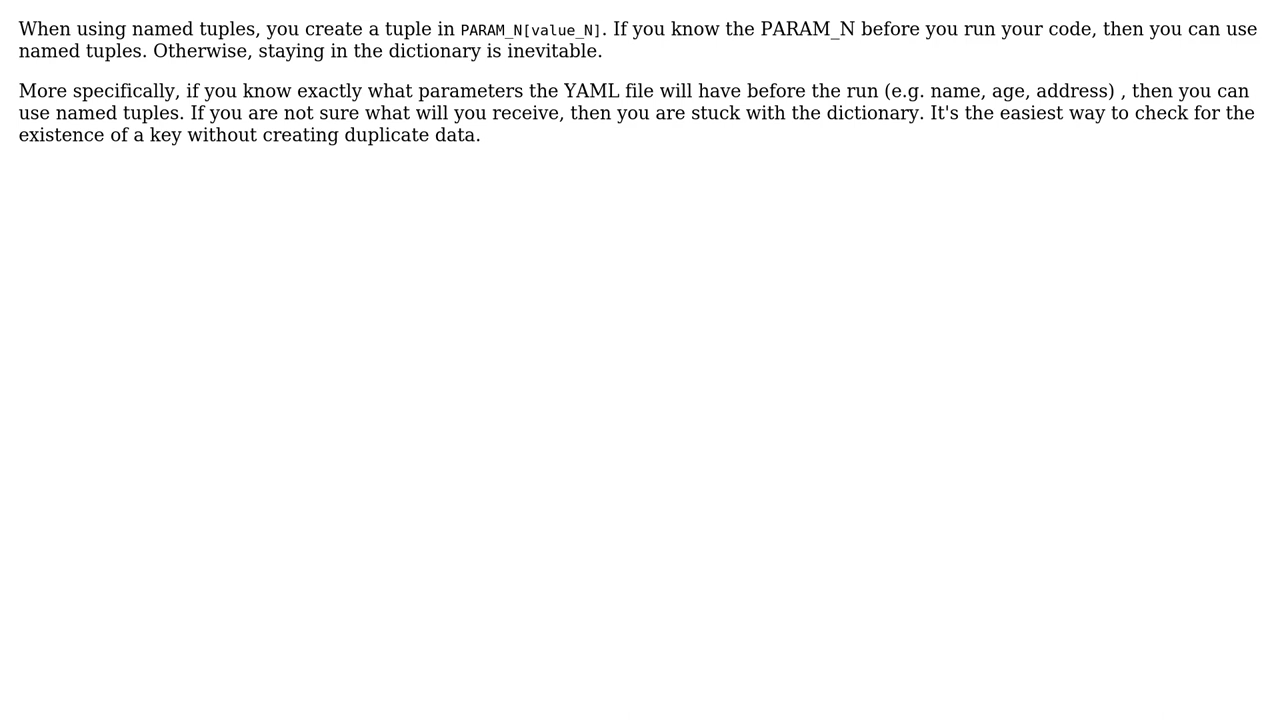 When using named tuples, you create a tuple in PARAM_N[value_N]. If you know the PARAM_N before you run your code, then you can use
named tuples. Otherwise, staying in the dictionary is inevitable.
More specifically, if you know exactly what parameters the YAML file will have before the run (e.g. name, age, address) , then you can
use named tuples. If you are not sure what will you receive, then you are stuck with the dictionary. It's the easiest way to check for the
existence of a key without creating duplicate data.